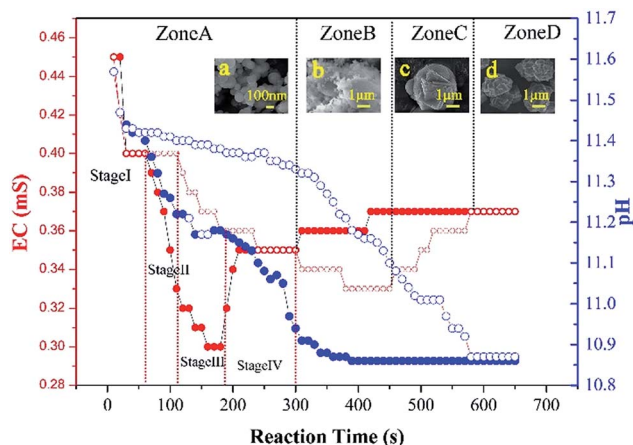 ZoneA
ZoneB
ZoneC
ZoneD
a
100nm
b
1μm
c
1μm
d
1μm
StageI
StageII
StageIII
StageIV
EC (mS)
0.46
0.44
0.42
0.40
0.38
0.36
0.34
0.32
0.30
0.28
pH
11.7
11.6
11.5
11.4
11.3
11.2
11.1
11.0
10.9
10.8
0
100
200
300
400
500
600
700
Reaction Time (s)